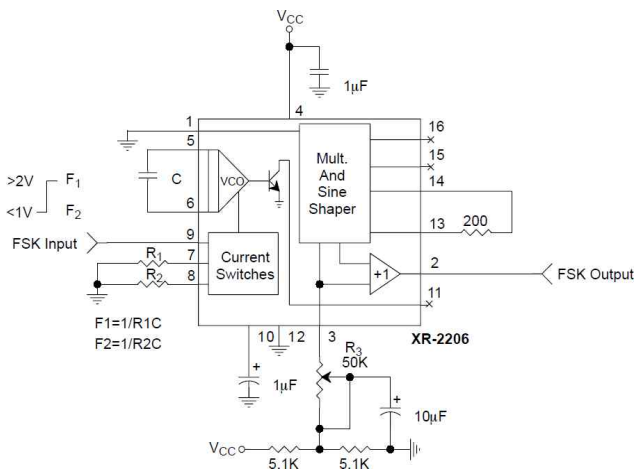 VCC
1μF
4
1
16
5
15
C
VCO
Mult.
And
Sine
Shaper
14
>2V
F1
<1V
F2
6
13
200
FSK Input
9
R1
7
R2
8
Current
Switches
+1
2
FSK Output
11
F1=1/R1C
F2=1/R2C
10
12
3
XR-2206
+
1μF
R3
50K
+
10μF
VCC
5.1K
5.1K